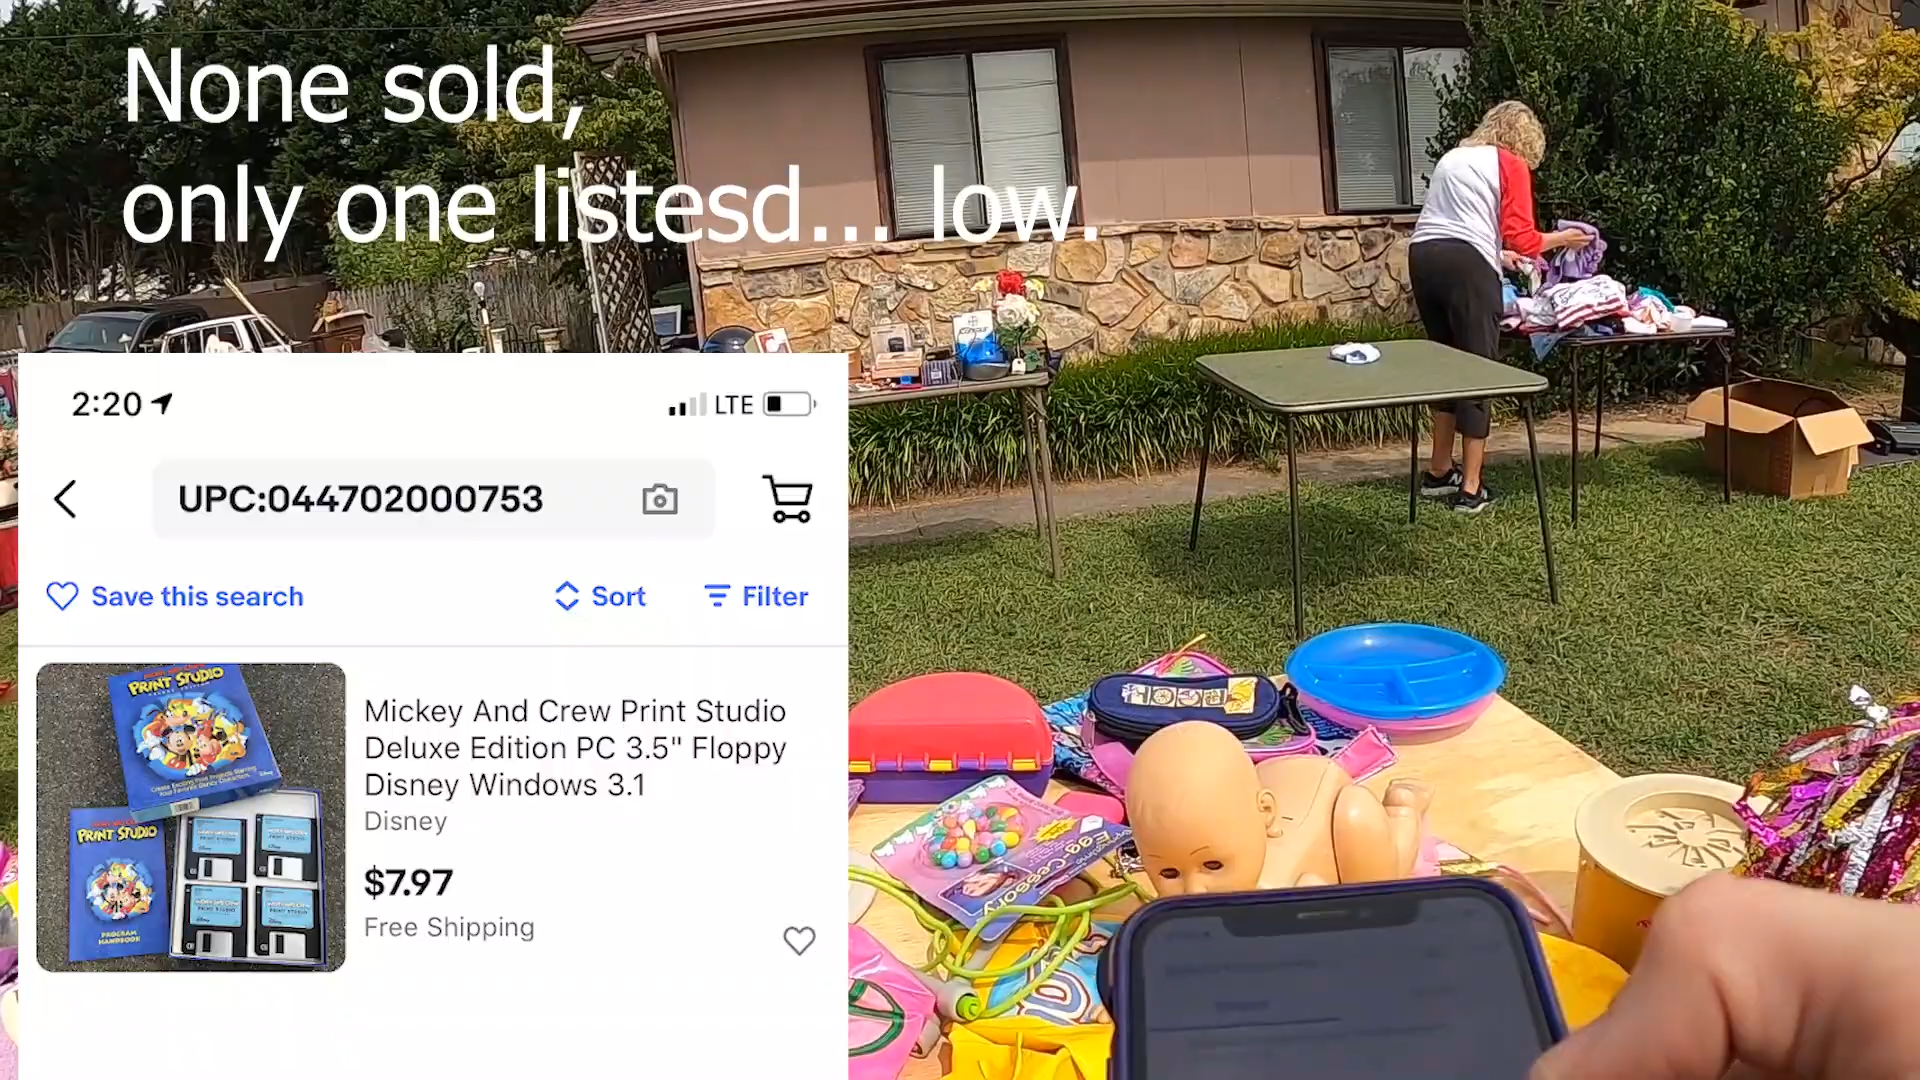 None sold,
only one listesd... low.
2:20
LTE
UPC:044702000753
Save this search
Sort
Filter
PRINT STUDIO
PRINT STUDIO
PROGRAM
HANDBOOK
Mickey And Crew Print Studio
Deluxe Edition PC 3.5" Floppy
Disney Windows 3.1
Disney
$7.97
Free Shipping